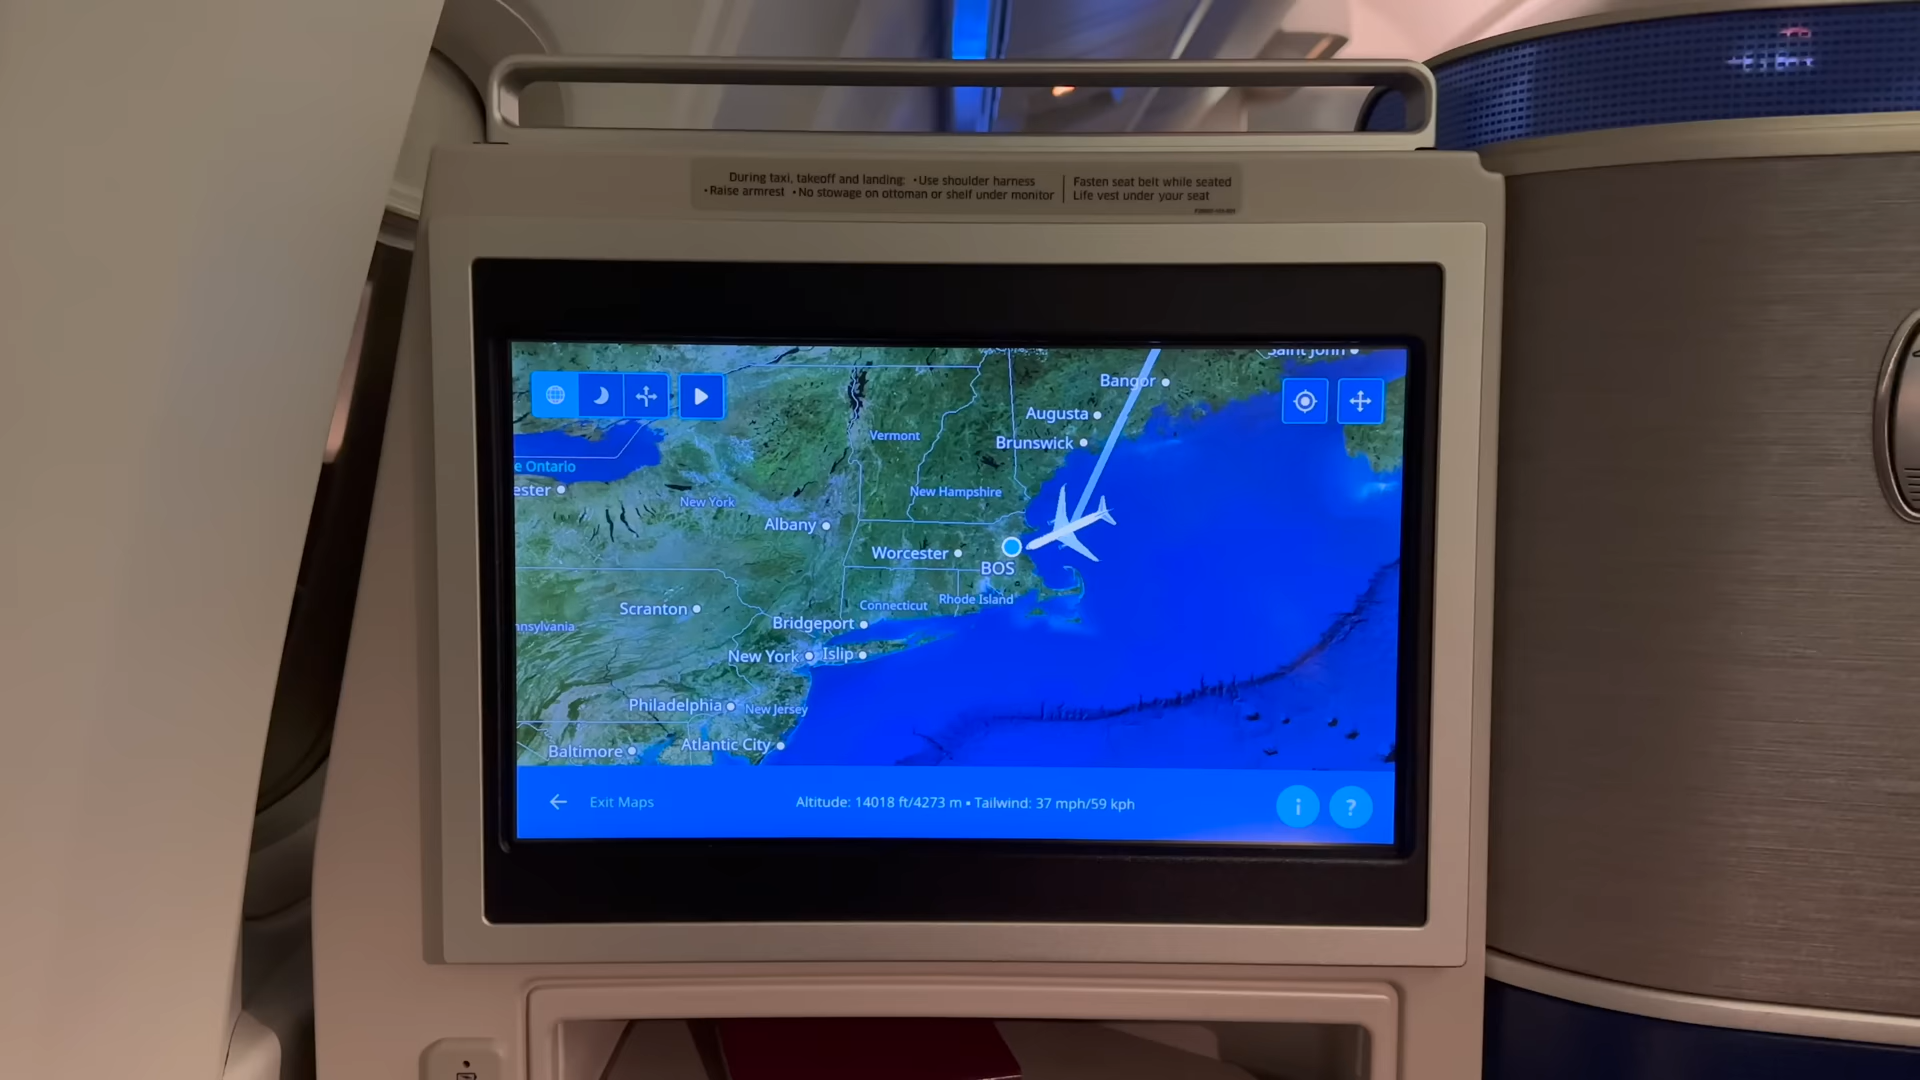 During taxi, takeoff and landing: •Use shoulder harness
•Raise armrest •No stowage on ottoman or shelf under monitor
Fasten seat belt while seated
Life vest under your seat
Saint John
Bangor
Augusta
Brunswick
Vermont
e Ontario
ester
New York
New Hampshire
Albany
Worcester
BOS
Scranton
Connecticut
Rhode Island
nnsylvania
Bridgeport
New York
Islip
Philadelphia
New Jersey
Baltimore
Atlantic City
← Exit Maps
Altitude: 14018 ft/4273 m ▪ Tailwind: 37 mph/59 kph
i
?